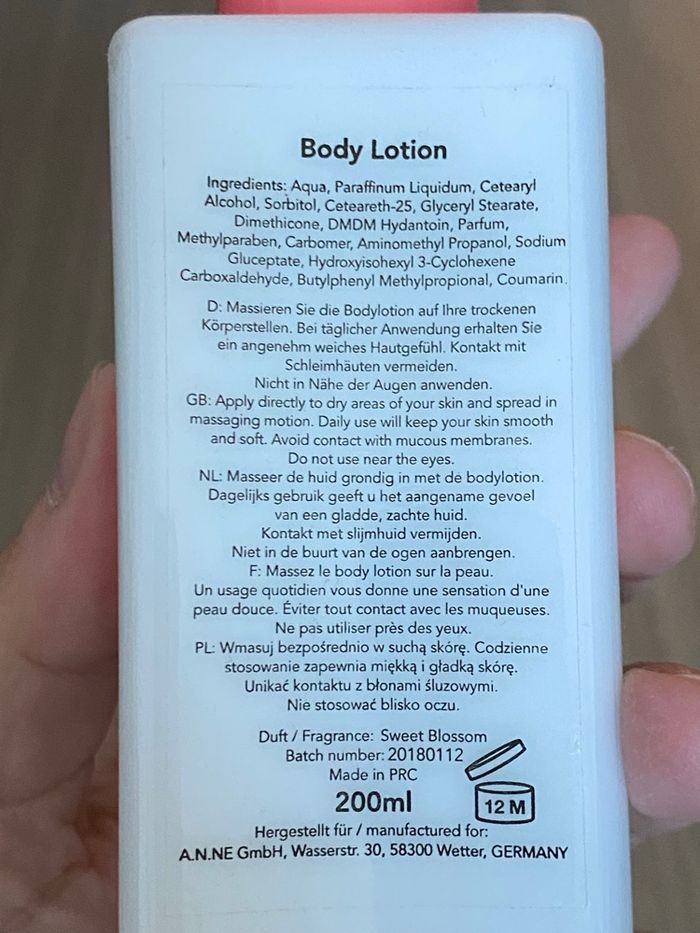 Body Lotion
Ingredients: Aqua, Paraffinum Liquidum, Cetearyl
Alcohol, Sorbitol, Ceteareth-25, Glyceryl Stearate,
Dimethicone, DMDM Hydantoin, Parfum,
Methylparaben, Carbomer, Aminomethyl Propanol, Sodium
Gluceptate, Hydroxyisohexyl 3-Cyclohexene
Carboxaldehyde, Butylphenyl Methylpropional, Coumarin.
D: Massieren Sie die Bodylotion auf Ihre trockenen
Körperstellen. Bei täglicher Anwendung erhalten Sie
ein angenehm weiches Hautgefühl. Kontakt mit
Schleimhäuten vermeiden.
Nicht in Nähe der Augen anwenden.
GB: Apply directly to dry areas of your skin and spread in
massaging motion. Daily use will keep your skin smooth
and soft. Avoid contact with mucous membranes.
Do not use near the eyes.
NL: Masseer de huid grondig in met de bodylotion.
Dagelijks gebruik geeft u het aangename gevoel
van een gladde, zachte huid.
Kontakt met slijmhuid vermijden.
Niet in de buurt van de ogen aanbrengen.
F: Massez le body lotion sur la peau.
Un usage quotidien vous donne une sensation d'une
peau douce. Éviter tout contact avec les muqueuses.
Ne pas utiliser près des yeux.
PL: Wmasuj bezpośrednio w suchą skórę. Codzienne
stosowanie zapewnia miękką i gładką skórę.
Unikać kontaktu z błonami śluzowymi.
Nie stosować blisko oczu.
Duft / Fragrance: Sweet Blossom
Batch number: 20180112
Made in PRC
200ml
12 M
Hergestellt für / manufactured for:
A.N.NE GmbH, Wasserstr. 30, 58300 Wetter, GERMANY